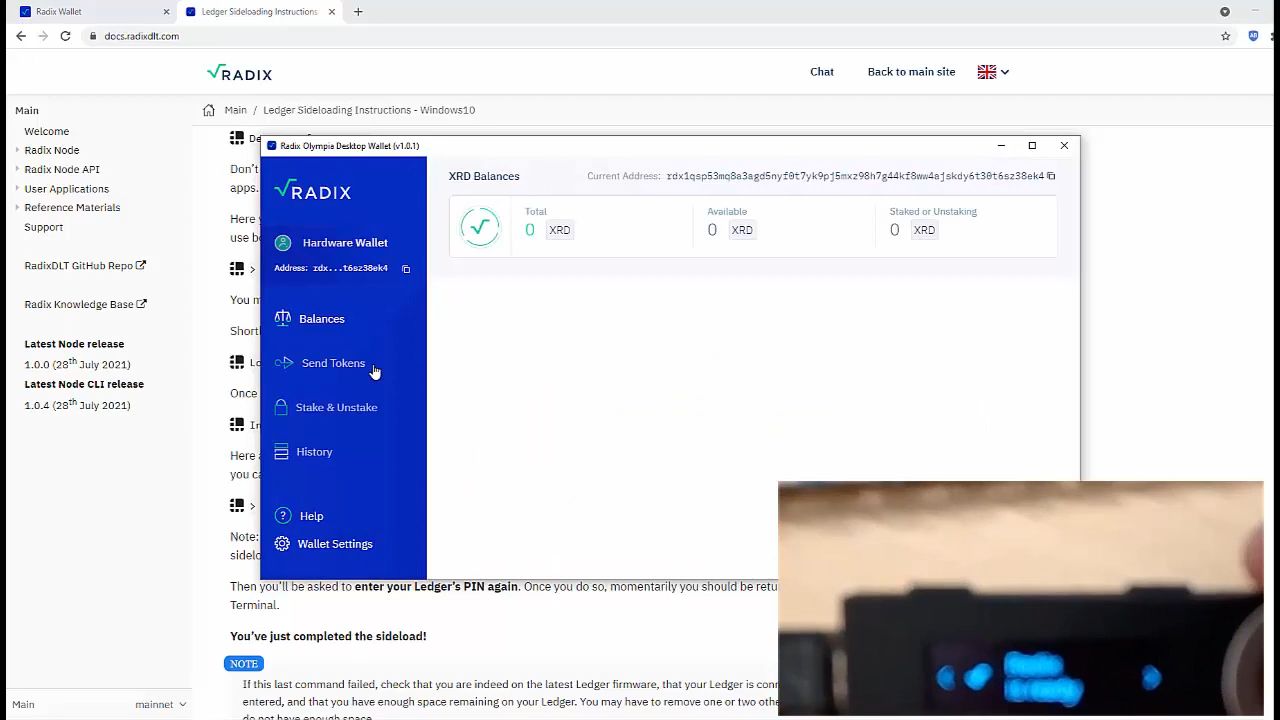 Radix Wallet
Ledger Sideloading Instructions
docs.radixdlt.com
RADIX
Chat
Back to main site
Main
Welcome
Radix Node
Radix Node API
User Applications
Reference Materials
Support
RadixDLT GitHub Repo
Radix Knowledge Base
Latest Node release
1.0.0 (28th July 2021)
Latest Node CLI release
1.0.4 (28th July 2021)
Main
mainnet
Main / Ledger Sideloading Instructions - Windows10
Don't
apps.
Here y
use bo
You m
Shortl
Once
Here a
you ca
Note:
sidelo
Radix Olympia Desktop Wallet (v1.0.1)
RADIX
Hardware Wallet
Address: rdx...t6sz38ek4
Balances
Send Tokens
Stake & Unstake
History
Help
Wallet Settings
XRD Balances
Current Address: rdx1qsp53mq8a3agd5nyf0t7yk9pj5mxz98h7g44kf8ww4ajskdy6t30t6sz38ek4
Total
0 XRD
Available
0 XRD
Staked or Unstaking
0 XRD
Then you'll be asked to enter your Ledger's PIN again. Once you do so, momentarily you should be retu
Terminal.
You've just completed the sideload!
NOTE
If this last command failed, check that you are indeed on the latest Ledger firmware, that your Ledger is conn
entered, and that you have enough space remaining on your Ledger. You may have to remove one or two othe
do not have enough space.